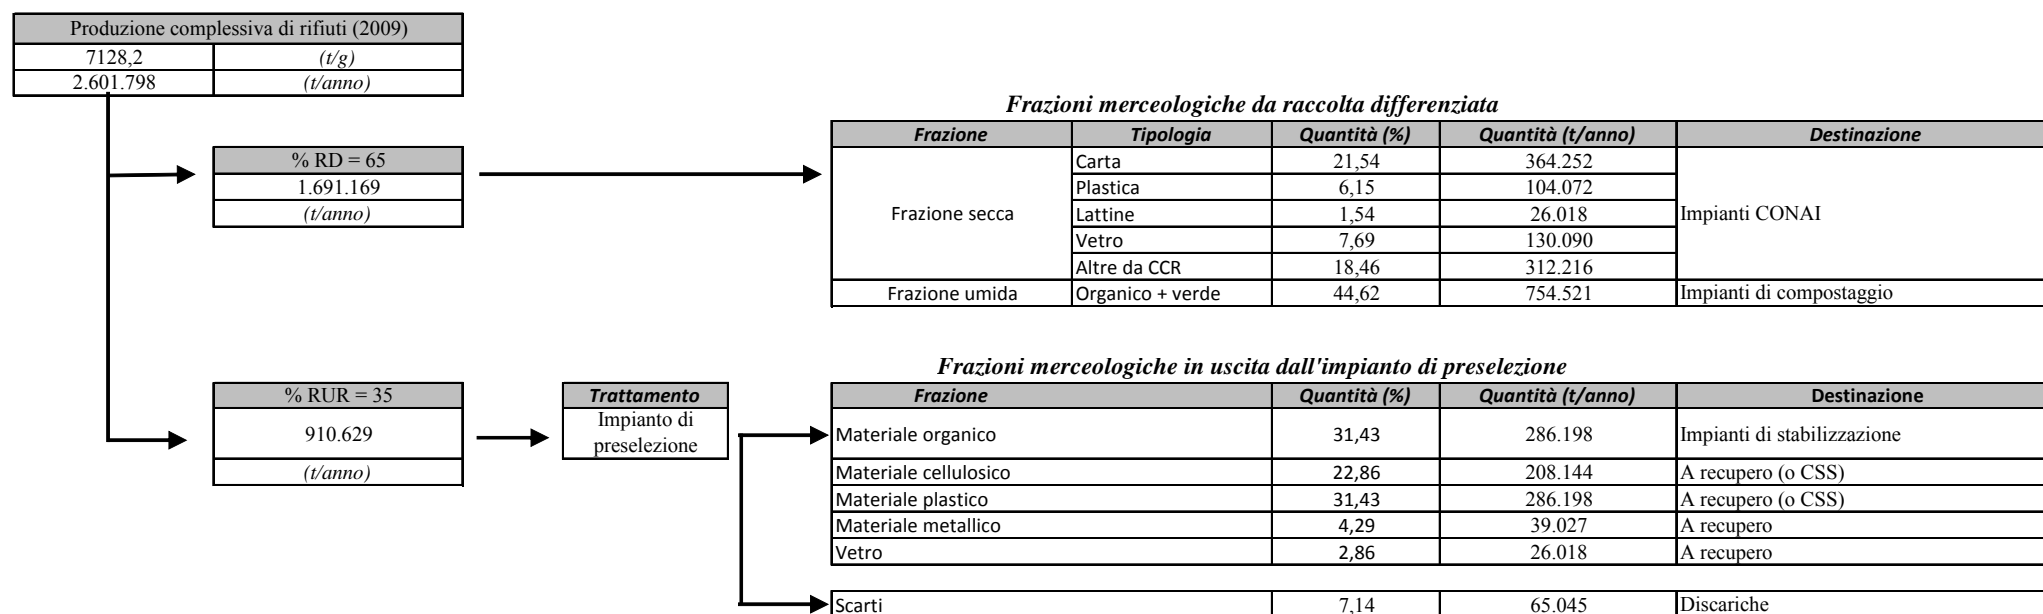 Produzione complessiva di rifiuti (2009)
7128,2 (t/g)
2.601.798 (t/anno)
Frazioni merceologiche da raccolta differenziata
Frazione Tipologia Quantità (%) Quantità (t/anno) Destinazione
% RD = 65
1.691.169
(t/anno)
Carta 21,54 364.252
Plastica 6,15 104.072
Frazione secca Lattine 1,54 26.018 Impianti CONAI
Vetro 7,69 130.090
Altre da CCR 18,46 312.216
Frazione umida Organico + verde 44,62 754.521 Impianti di compostaggio
Frazioni merceologiche in uscita dall'impianto di preselezione
% RUR = 35
910.629
(t/anno)
Trattamento
Impianto di
preselezione
Frazione Quantità (%) Quantità (t/anno) Destinazione
Materiale organico 31,43 286.198 Impianti di stabilizzazione
Materiale cellulosico 22,86 208.144 A recupero (o CSS)
Materiale plastico 31,43 286.198 A recupero (o CSS)
Materiale metallico 4,29 39.027 A recupero
Vetro 2,86 26.018 A recupero
Scarti 7,14 65.045 Discariche